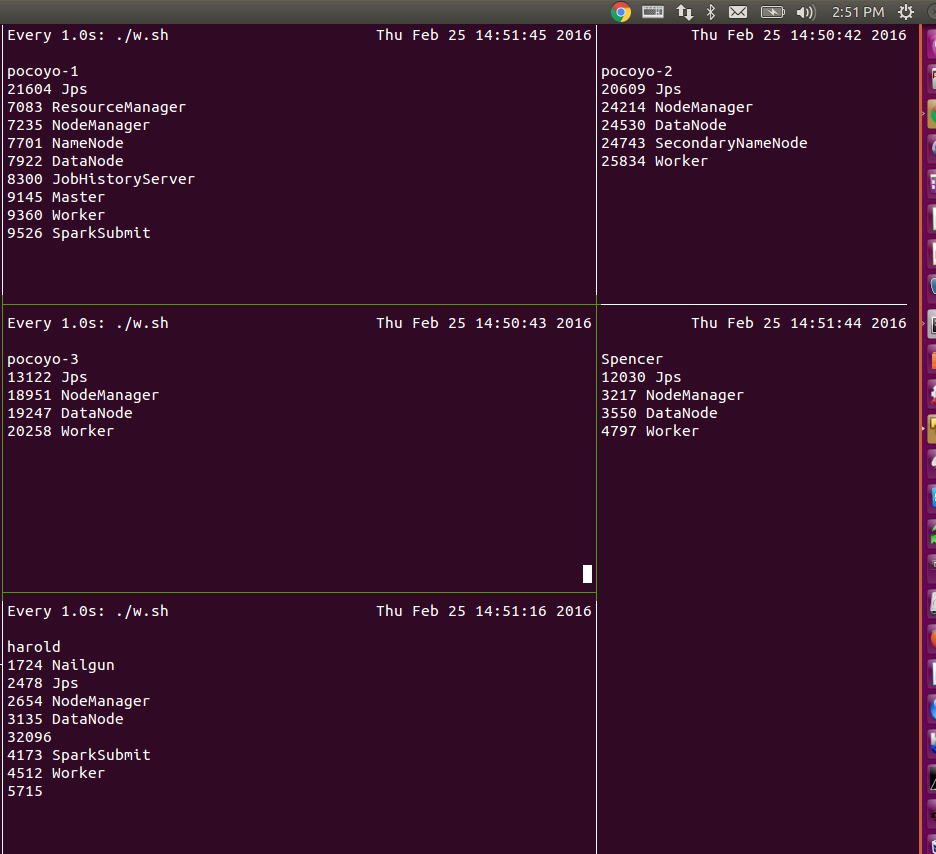 2:51 PM
Every 1.0s: ./w.sh Thu Feb 25 14:51:45 2016
pocoyo-1
21604 Jps
7083 ResourceManager
7235 NodeManager
7701 NameNode
7922 DataNode
8300 JobHistoryServer
9145 Master
9360 Worker
9526 SparkSubmit
Thu Feb 25 14:50:42 2016
pocoyo-2
20609 Jps
24214 NodeManager
24530 DataNode
24743 SecondaryNameNode
25834 Worker
Every 1.0s: ./w.sh Thu Feb 25 14:50:43 2016
pocoyo-3
13122 Jps
18951 NodeManager
19247 DataNode
20258 Worker
Thu Feb 25 14:51:44 2016
Spencer
12030 Jps
3217 NodeManager
3550 DataNode
4797 Worker
Every 1.0s: ./w.sh Thu Feb 25 14:51:16 2016
harold
1724 Nailgun
2478 Jps
2654 NodeManager
3135 DataNode
32096
4173 SparkSubmit
4512 Worker
5715